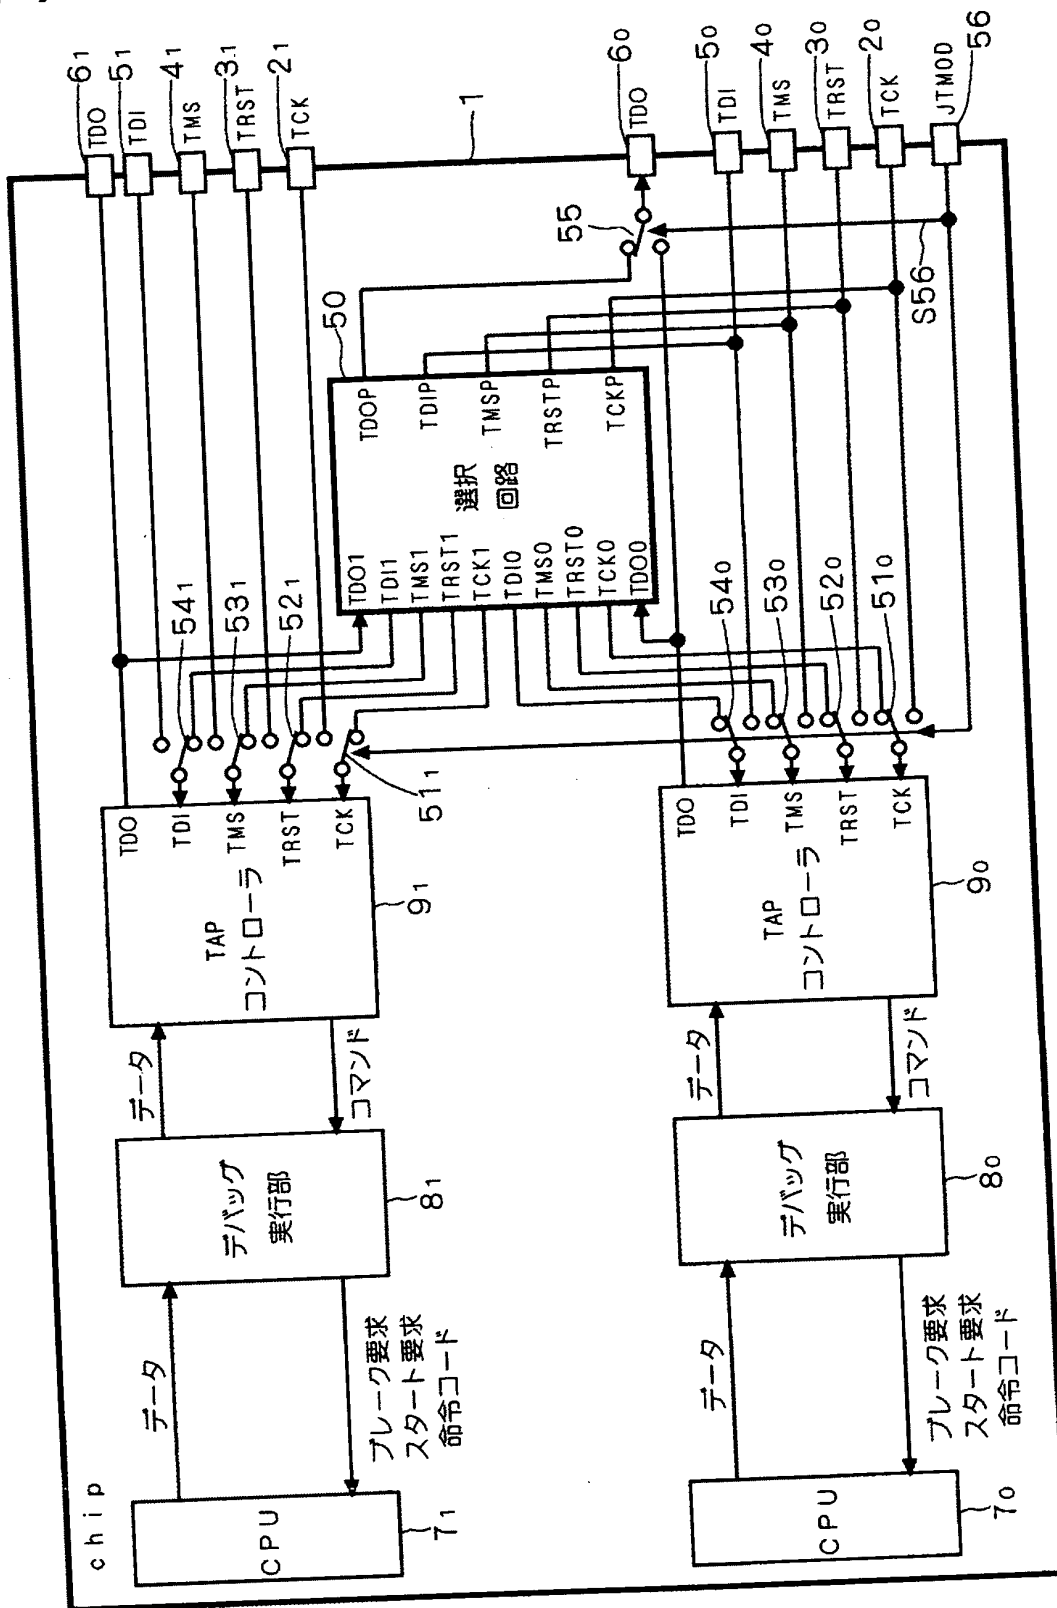 chip
CPU
7₁
データ
ブレーク要求
スタート要求
命令コード
デバッグ
実行部
8₁
データ
コマンド
TAP
コントローラ
9₁
TDO
TDI
TMS
TRST
TCK
51₁
52₁
53₁
54₁
6₁
TDO
5₁
TDI
4₁
TMS
3₁
TRST
2₁
TCK
1
選択
回路
50
TDO1
TDI1
TMS1
TRST1
TCK1
TDI0
TMS0
TRST0
TCK0
TDO0
TDOP
TDIP
TMSP
TRSTP
TCKP
55
S56
CPU
7₀
データ
ブレーク要求
スタート要求
命令コード
デバッグ
実行部
8₀
データ
コマンド
TAP
コントローラ
9₀
TDO
TDI
TMS
TRST
TCK
54₀
53₀
52₀
51₀
6₀
TDO
5₀
TDI
4₀
TMS
3₀
TRST
2₀
TCK
56
JTMOD